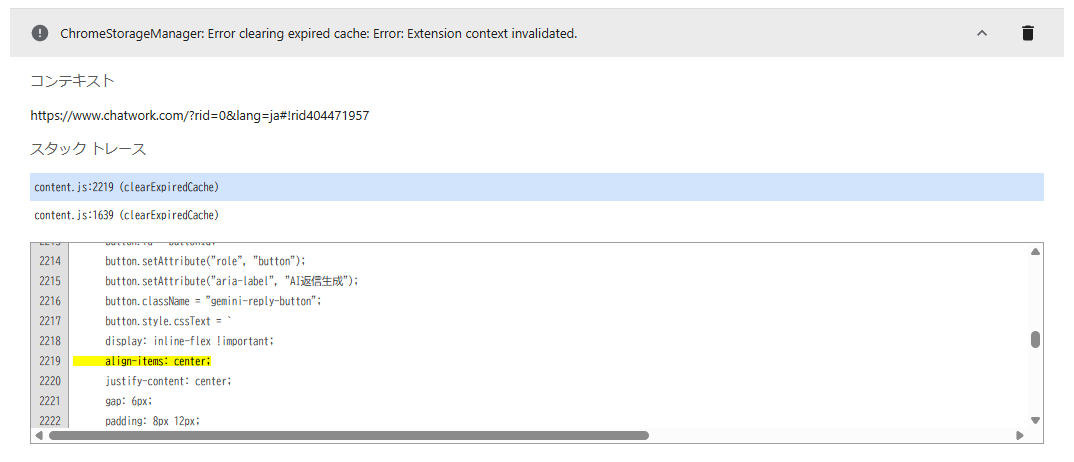 ChromeStorageManager: Error clearing expired cache: Error: Extension context invalidated.
コンテキスト
https://www.chatwork.com/?rid=0&lang=ja#!rid404471957
スタック トレース
content.js:2219 (clearExpiredCache)
content.js:1639 (clearExpiredCache)
2214 button.setAttribute("role", "button");
2215 button.setAttribute("aria-label", "AI返信生成");
2216 button.className = "gemini-reply-button";
2217 button.style.cssText = `
2218 display: inline-flex !important;
2219 align-items: center;
2220 justify-content: center;
2221 gap: 6px;
2222 padding: 8px 12px;